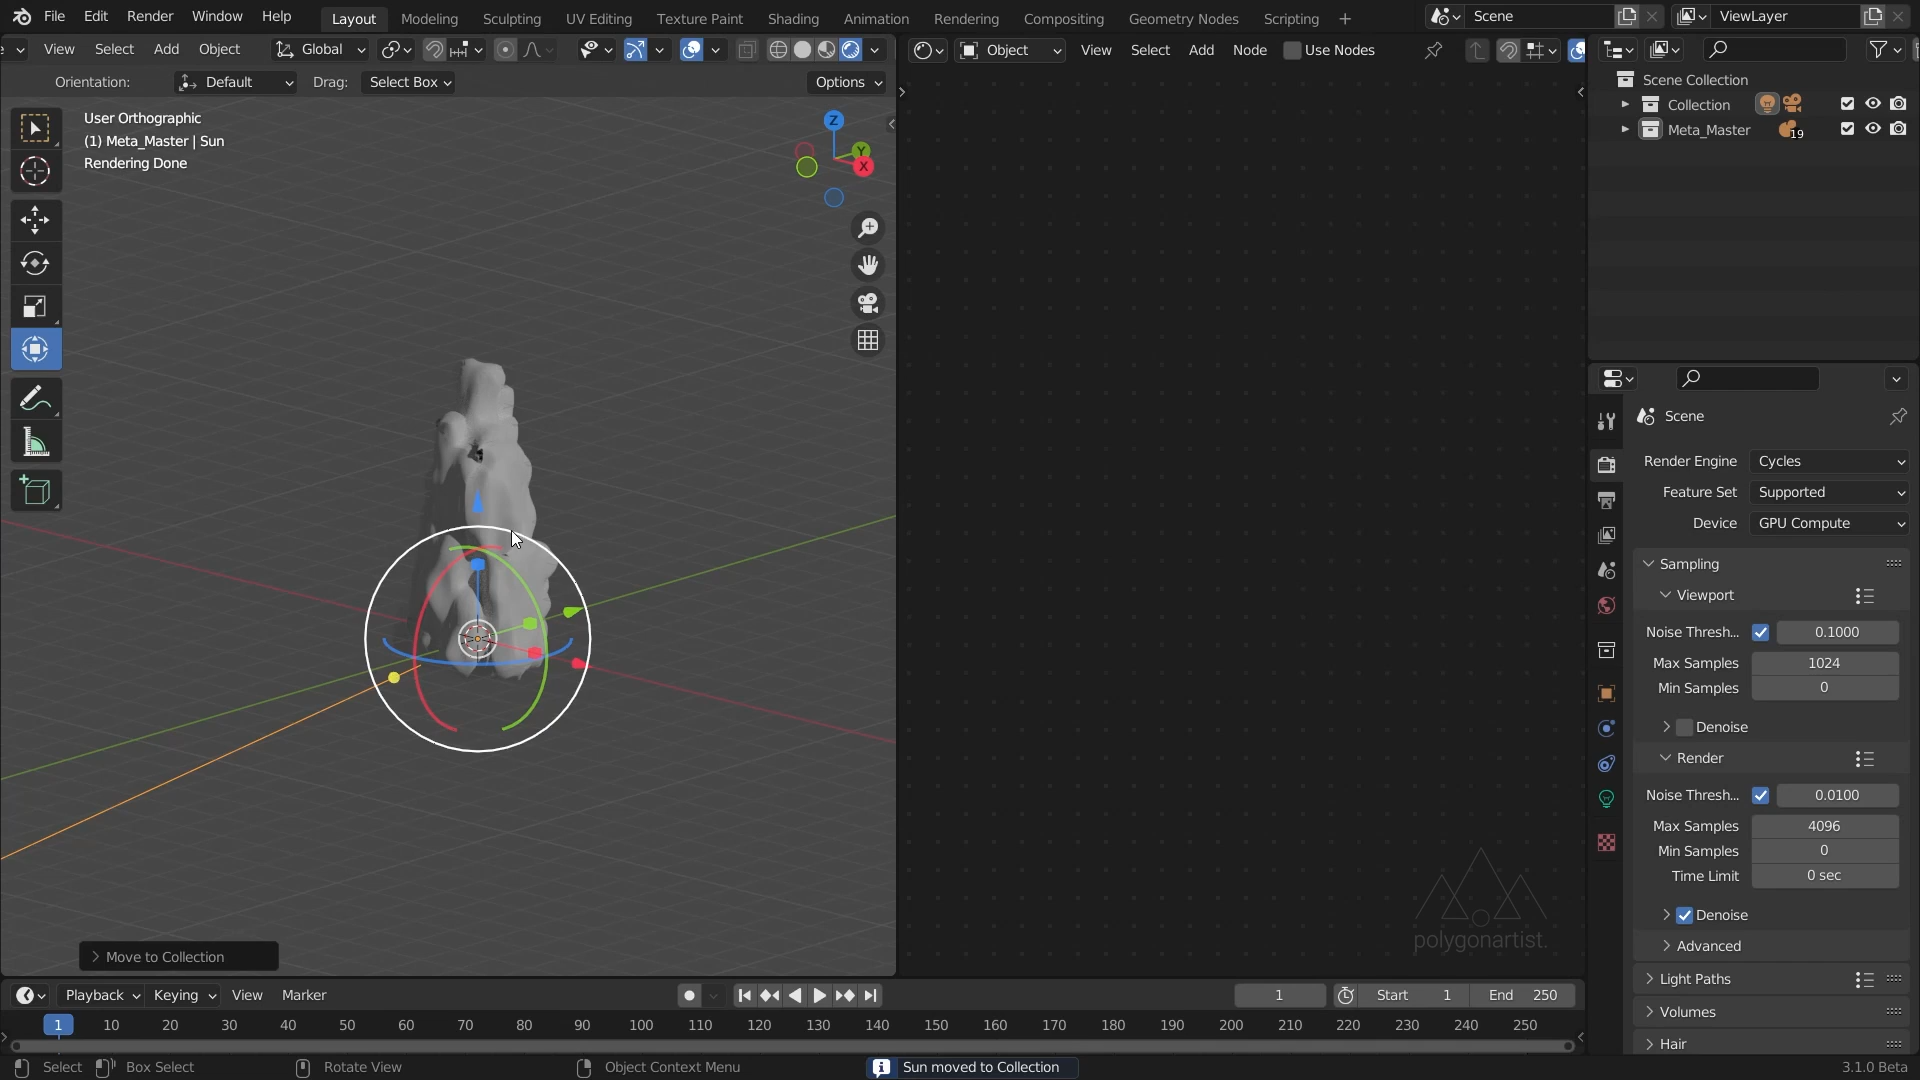 File Edit Render Window Help Layout Modeling Sculpting UV Editing Texture Paint Shading Animation Rendering Compositing Geometry Nodes Scripting + Scene ViewLayer
e View Select Add Object Global Object View Select Add Node Use Nodes
Orientation: Default Drag: Select Box Options
User Orthographic
(1) Meta_Master | Sun
Rendering Done
Z
Y
X
Scene Collection
Collection
Meta_Master 19
Scene
Render Engine Cycles
Feature Set Supported
Device GPU Compute
Sampling
Viewport
Noise Thresh... 0.1000
Max Samples 1024
Min Samples 0
Denoise
Render
Noise Thresh... 0.0100
Max Samples 4096
Min Samples 0
Time Limit 0 sec
Denoise
Advanced
Light Paths
Volumes
Hair
polygonartist.
Move to Collection
Playback Keying View Marker 1 Start 1 End 250
1 10 20 30 40 50 60 70 80 90 100 110 120 130 140 150 160 170 180 190 200 210 220 230 240 250
Select Box Select Rotate View Object Context Menu Sun moved to Collection 3.1.0 Beta